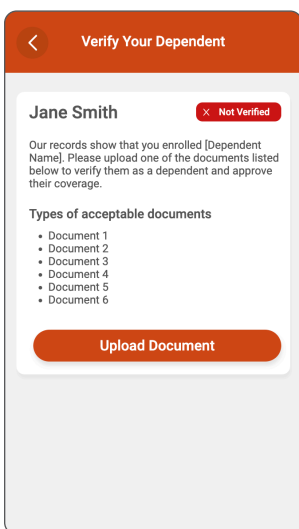 Verify Your Dependent
Jane Smith
Not Verified
Our records show that you enrolled [Dependent
Name]. Please upload one of the documents listed
below to verify them as a dependent and approve
their coverage.
Types of acceptable documents
Document 1
Document 2
Document 3
Document 4
Document 5
Document 6
Upload Document